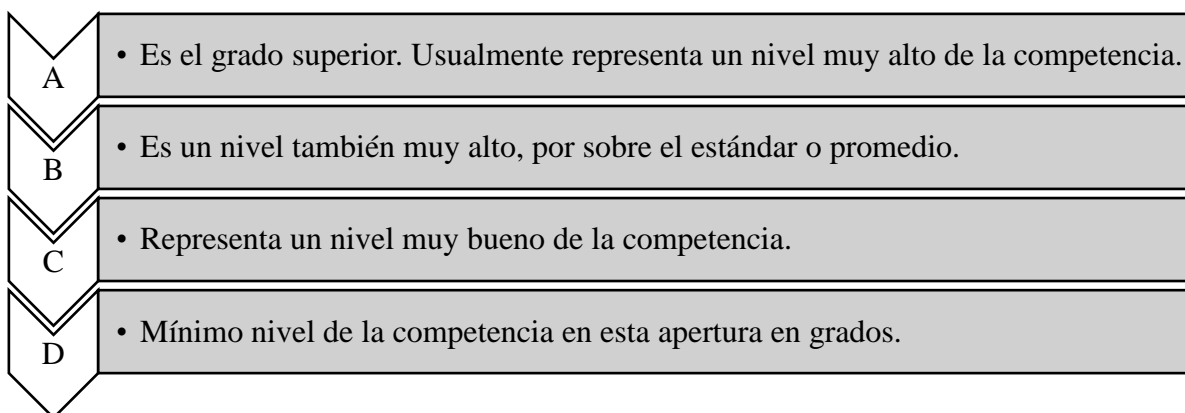 A
• Es el grado superior. Usualmente representa un nivel muy alto de la competencia.
B
• Es un nivel también muy alto, por sobre el estándar o promedio.
C
• Representa un nivel muy bueno de la competencia.
D
• Mínimo nivel de la competencia en esta apertura en grados.